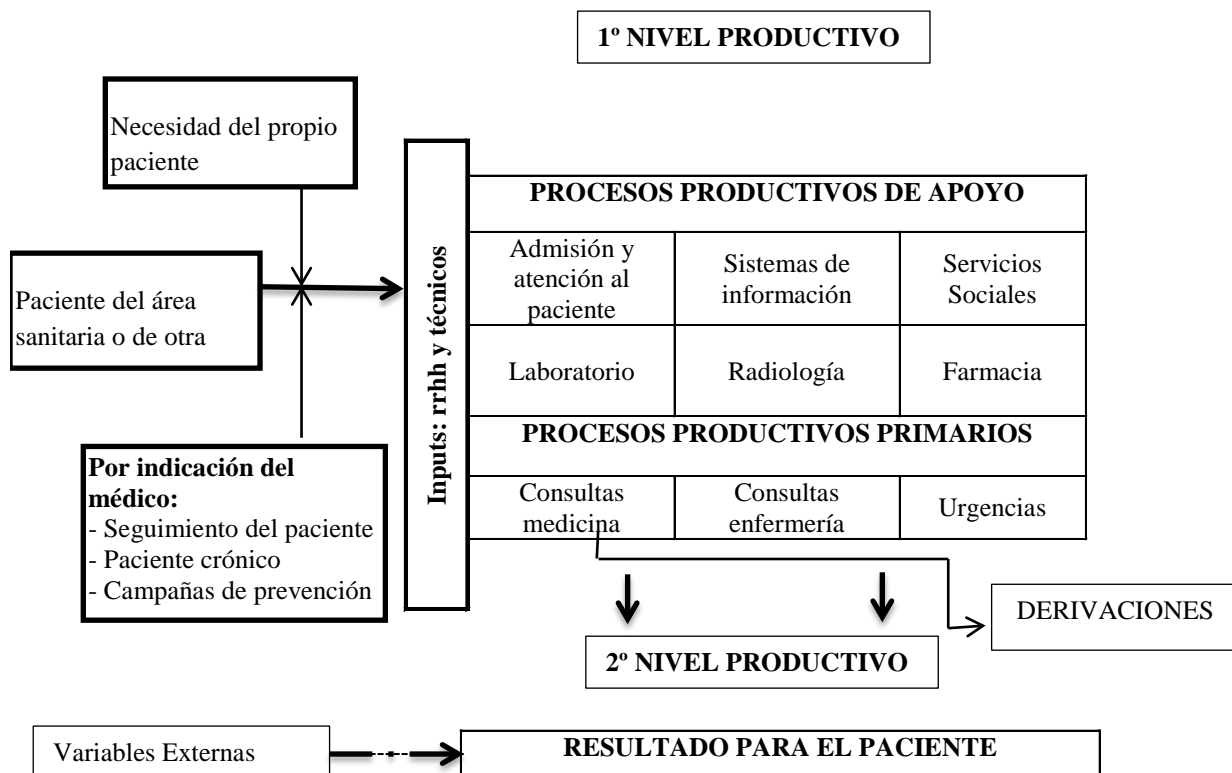 1º NIVEL PRODUCTIVO
Necesidad del propio
paciente
Paciente del área
sanitaria o de otra
Por indicación del
médico:
- Seguimiento del paciente
- Paciente crónico
- Campañas de prevención
Inputs: rrhh y técnicos
PROCESOS PRODUCTIVOS DE APOYO
Admisión y
atención al
paciente
Sistemas de
información
Servicios
Sociales
Laboratorio
Radiología
Farmacia
PROCESOS PRODUCTIVOS PRIMARIOS
Consultas
medicina
Consultas
enfermería
Urgencias
DERIVACIONES
2º NIVEL PRODUCTIVO
Variables Externas
RESULTADO PARA EL PACIENTE